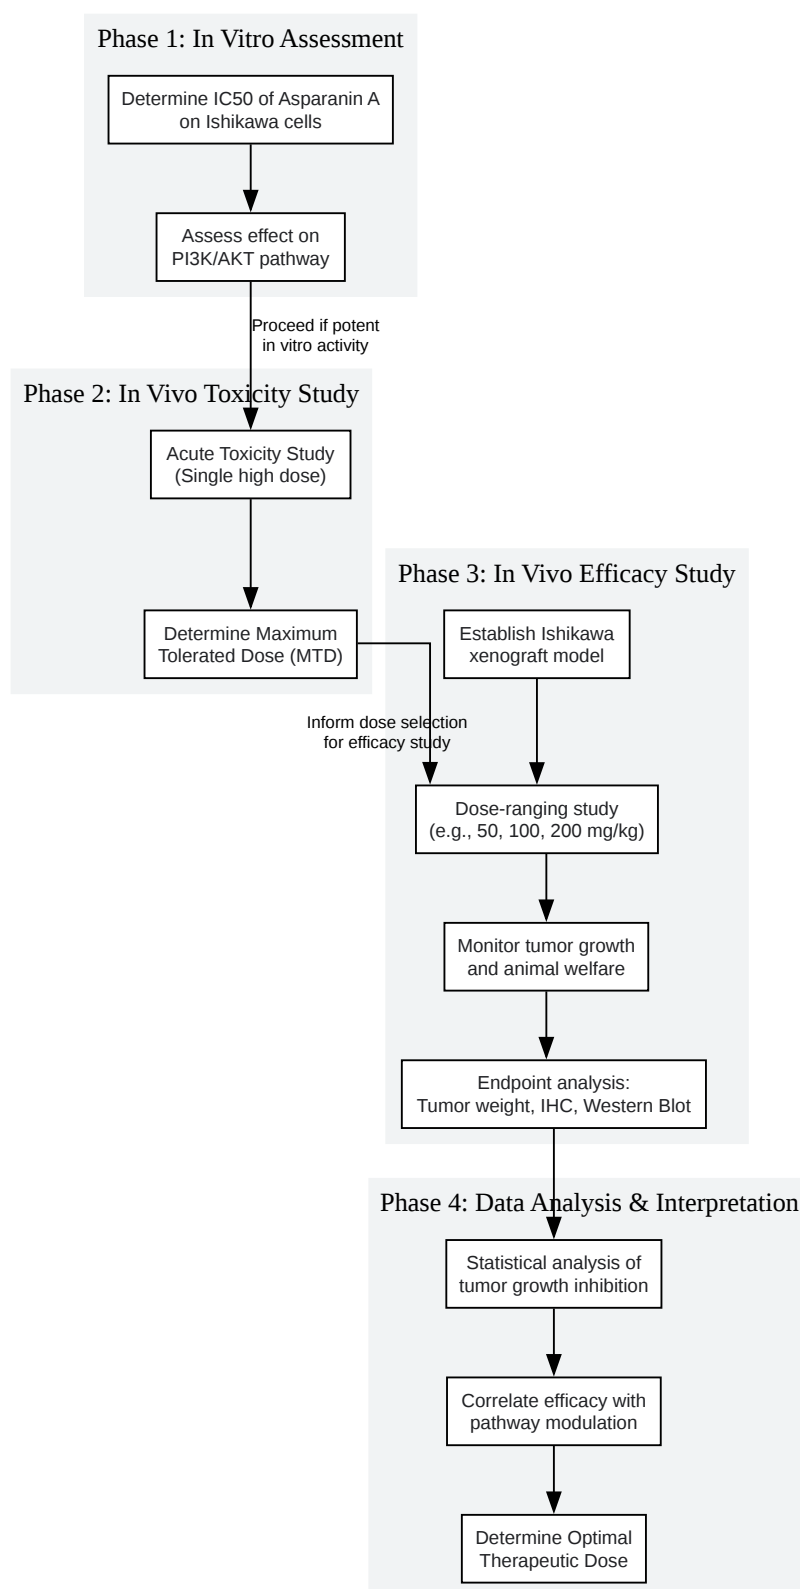 Phase 1: In Vitro Assessment
Determine IC50 of Asparanin A
on Ishikawa cells
Assess effect on
PI3K/AKT pathway
Proceed if potent
in vitro activity
Phase 2: In Vivo Toxicity Study
Acute Toxicity Study
(Single high dose)
Determine Maximum
Tolerated Dose (MTD)
Inform dose selection
for efficacy study
Phase 3: In Vivo Efficacy Study
Establish Ishikawa
xenograft model
Dose-ranging study
(e.g., 50, 100, 200 mg/kg)
Monitor tumor growth
and animal welfare
Endpoint analysis:
Tumor weight, IHC, Western Blot
Phase 4: Data Analysis & Interpretation
Statistical analysis of
tumor growth inhibition
Correlate efficacy with
pathway modulation
Determine Optimal
Therapeutic Dose